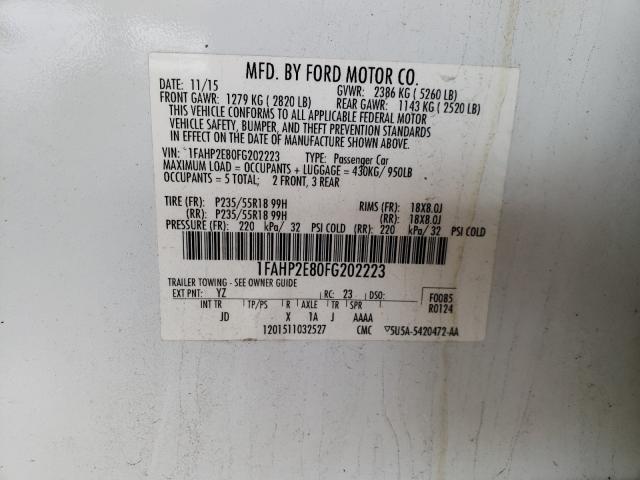 MFD. BY FORD MOTOR CO.
DATE: 11/15 GVWR: 2386 KG ( 5260 LB)
FRONT GAWR: 1279 KG ( 2820 LB) REAR GAWR: 1143 KG ( 2520 LB)
THIS VEHICLE CONFORMS TO ALL APPLICABLE FEDERAL MOTOR
VEHICLE SAFETY, BUMPER, AND THEFT PREVENTION STANDARDS
IN EFFECT ON THE DATE OF MANUFACTURE SHOWN ABOVE.
VIN: 1FAHP2E80FG202223 TYPE: Passenger Car
MAXIMUM LOAD = OCCUPANTS + LUGGAGE = 430KG/ 950LB
OCCUPANTS = 5 TOTAL; 2 FRONT, 3 REAR
TIRE (FR): P235/55R18 99H RIMS (FR): 18X8.0J
(RR): P235/55R18 99H (RR): 18X8.0J
PRESSURE (FR): 220 kPa/ 32 PSI COLD (RR): 220 kPa/ 32 PSI COLD
1FAHP2E80FG202223
TRAILER TOWING - SEE OWNER GUIDE
EXT PNT: YZ RC: 23 DSO: F0085
INT TR TP/PS R AXLE TR SPR R0124
JD X 1A J AAAA
1201511032527 CMC ▽5U5A-5420472-AA